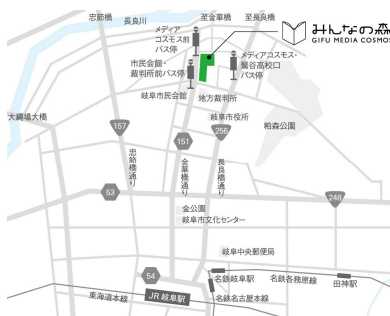 忠節橋
長良川
至金華橋
至長良橋
みんなの森
GIFU MEDIA COSMOS
メディア
コスモス前
バス停
メディアコスモス・
鶯谷高校口
バス停
市民会館・
裁判所前バス停
岐阜市民会館
地方裁判所
岐阜市役所
粕森公園
大縄場大橋
157
忠節橋通り
151
金華橋通り
256
長良橋通り
53
248
金公園
岐阜市文化センター
岐阜中央郵便局
54
名鉄岐阜駅
名鉄各務原線
田神駅
東海道本線
JR 岐阜駅
名鉄名古屋本線